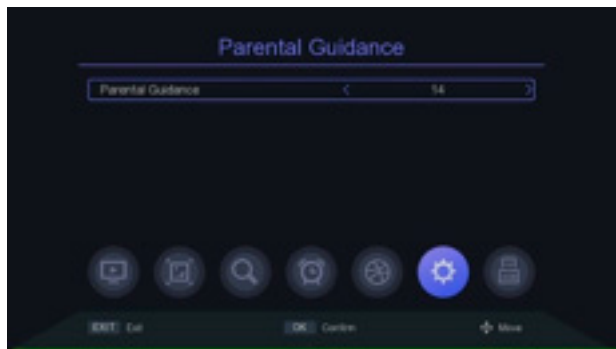 Parental Guidance
Parental Guidance < 14 >
EXIT Exit OK Confirm Move